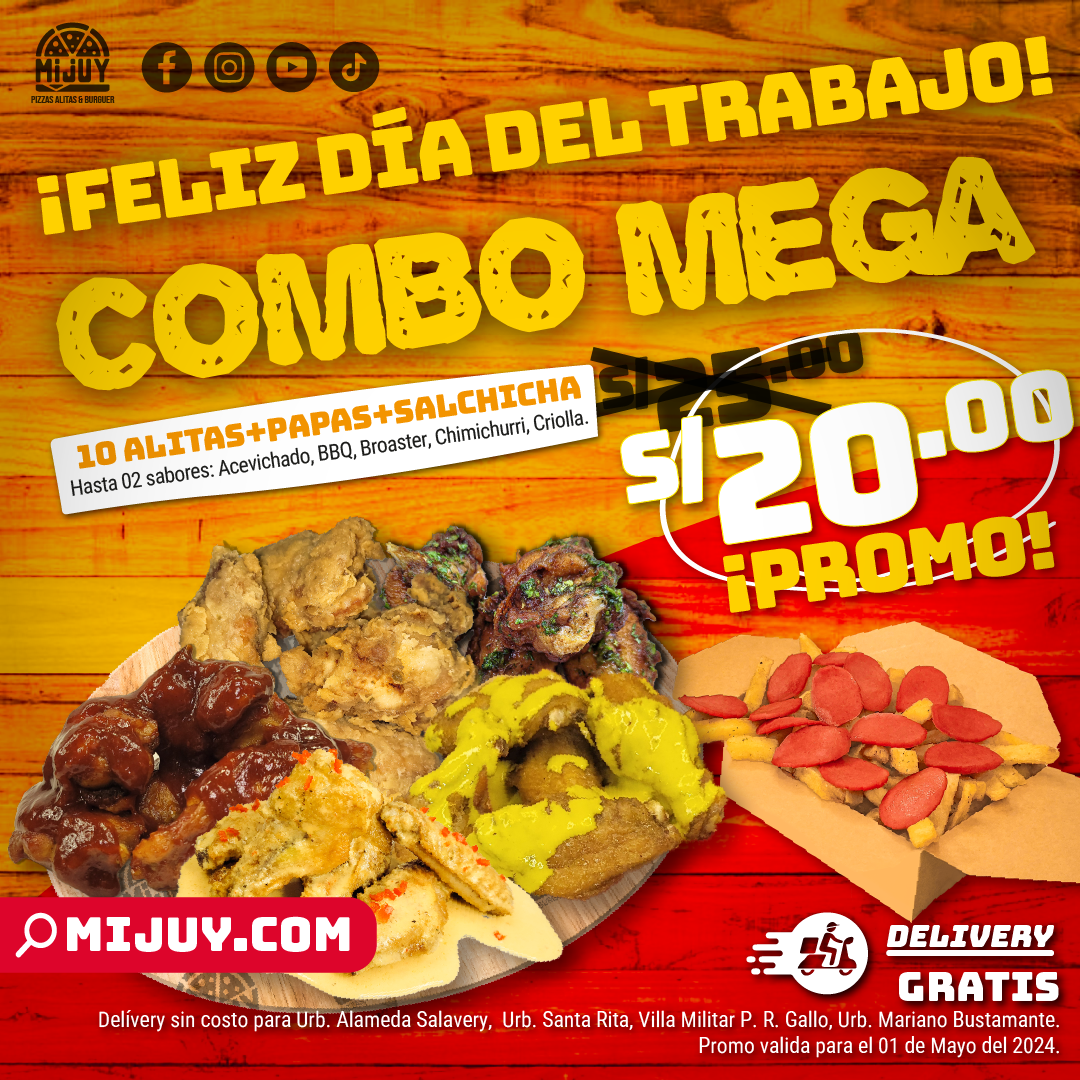 MiJUY
PIZZAS ALITAS & BURGUER
¡FELIZ DÍA DEL TRABAJO!
COMBO MEGA
S/25.00
10 ALITAS+PAPAS+SALCHICHA
Hasta 02 sabores: Acevichado, BBQ, Broaster, Chimichurri, Criolla.
S/20.00
¡PROMO!
MIJUY.COM
DELIVERY
GRATIS
Delívery sin costo para Urb. Alameda Salavery, Urb. Santa Rita, Villa Militar P. R. Gallo, Urb. Mariano Bustamante.
Promo valida para el 01 de Mayo del 2024.